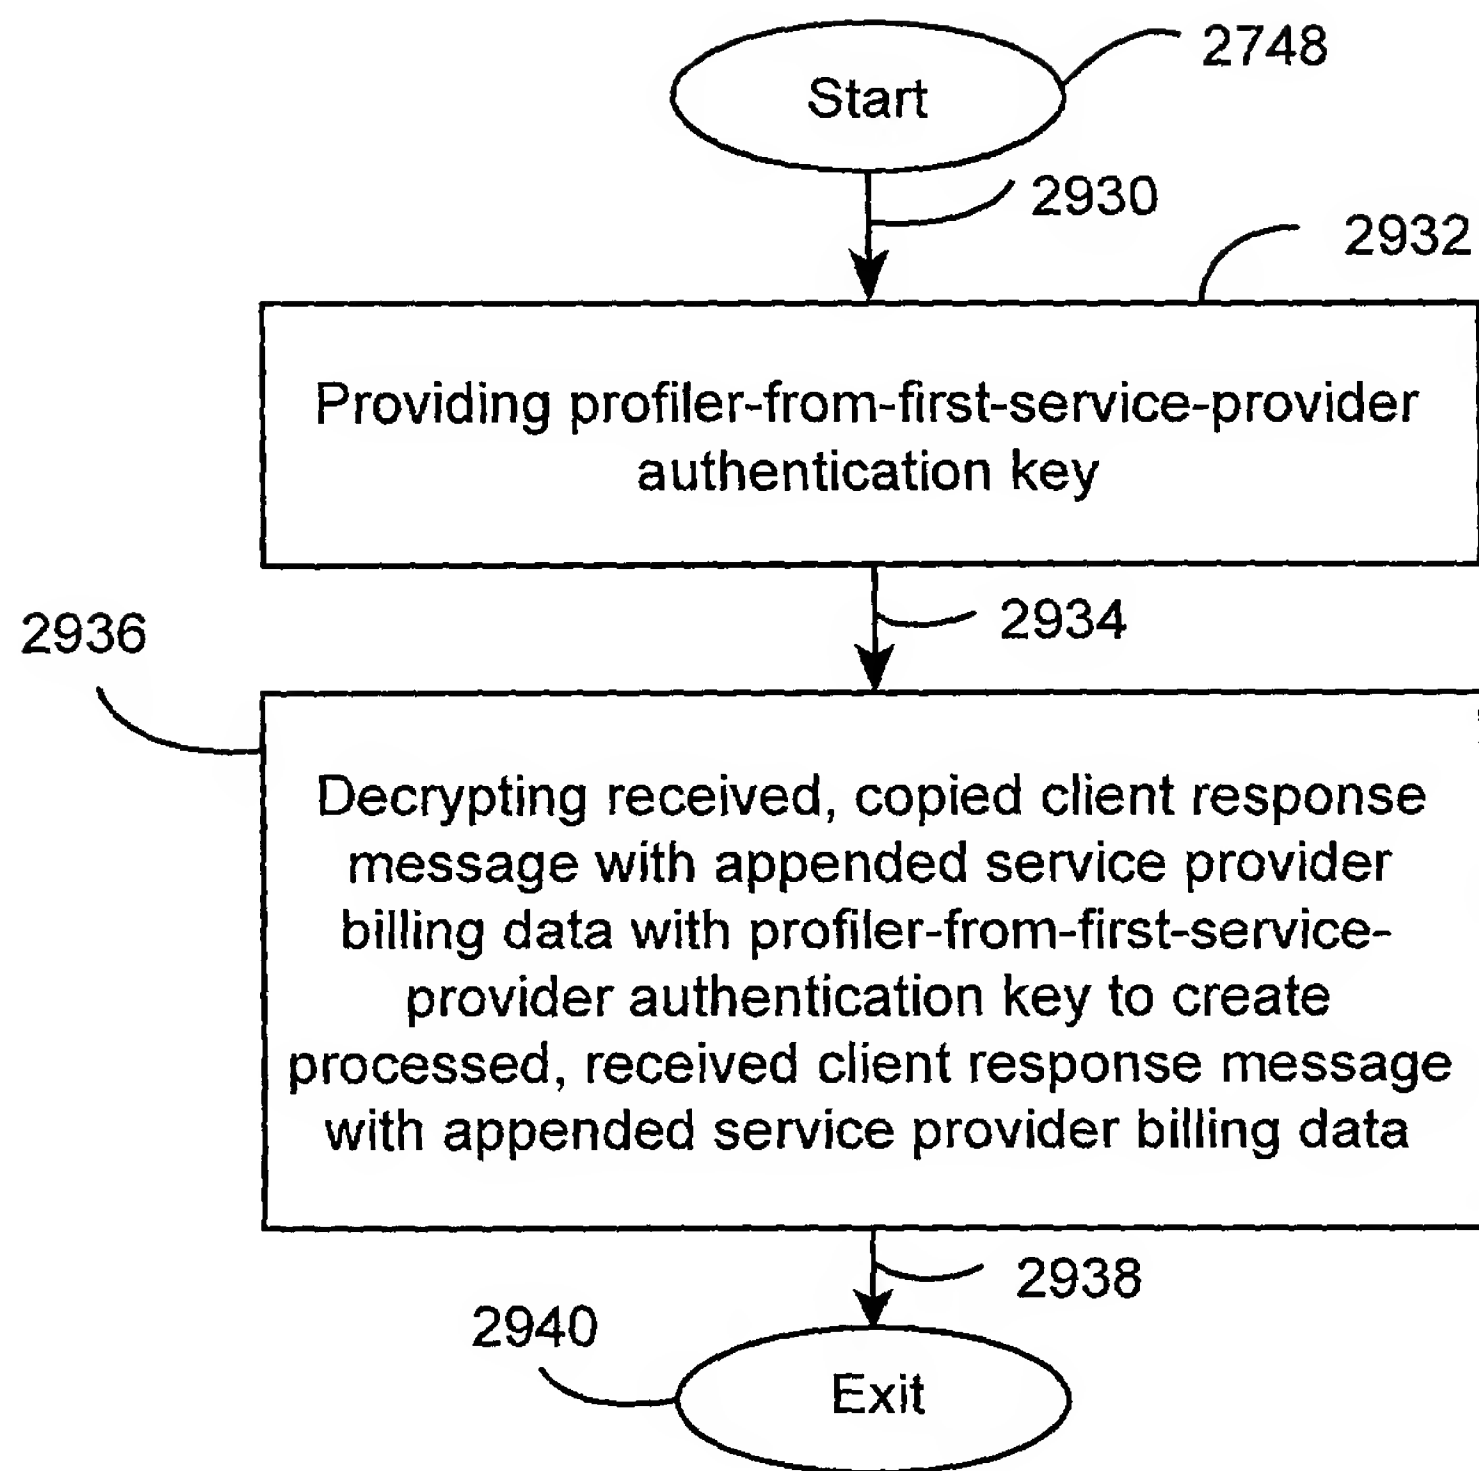 Start
2748
2930
2932
Providing profiler-from-first-service-provider
authentication key
2934
2936
Decrypting received, copied client response
message with appended service provider
billing data with profiler-from-first-service-
provider authentication key to create
processed, received client response message
with appended service provider billing data
2938
2940
Exit